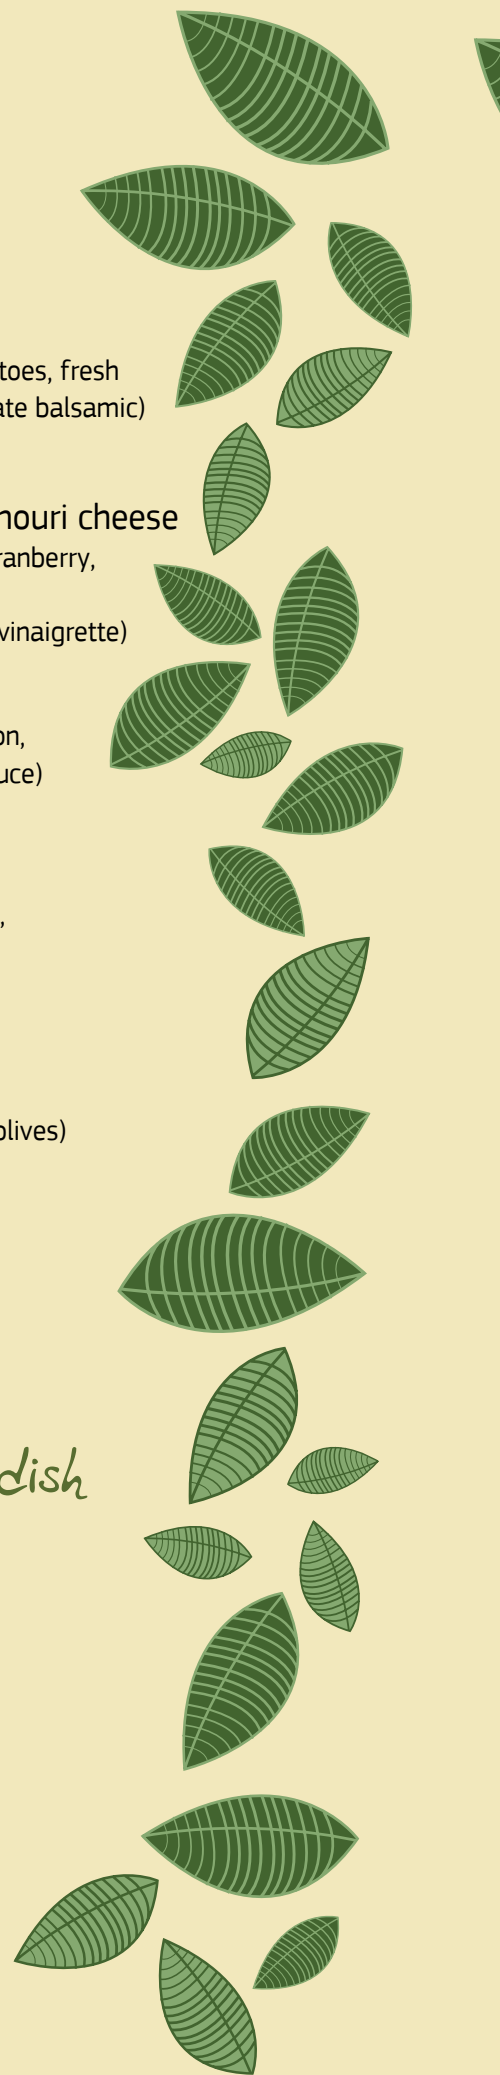 toes, fresh
ate balsamic)
nouri cheese
ranberry,
vinaigrette)
on,
uce)
,
olives)
dish